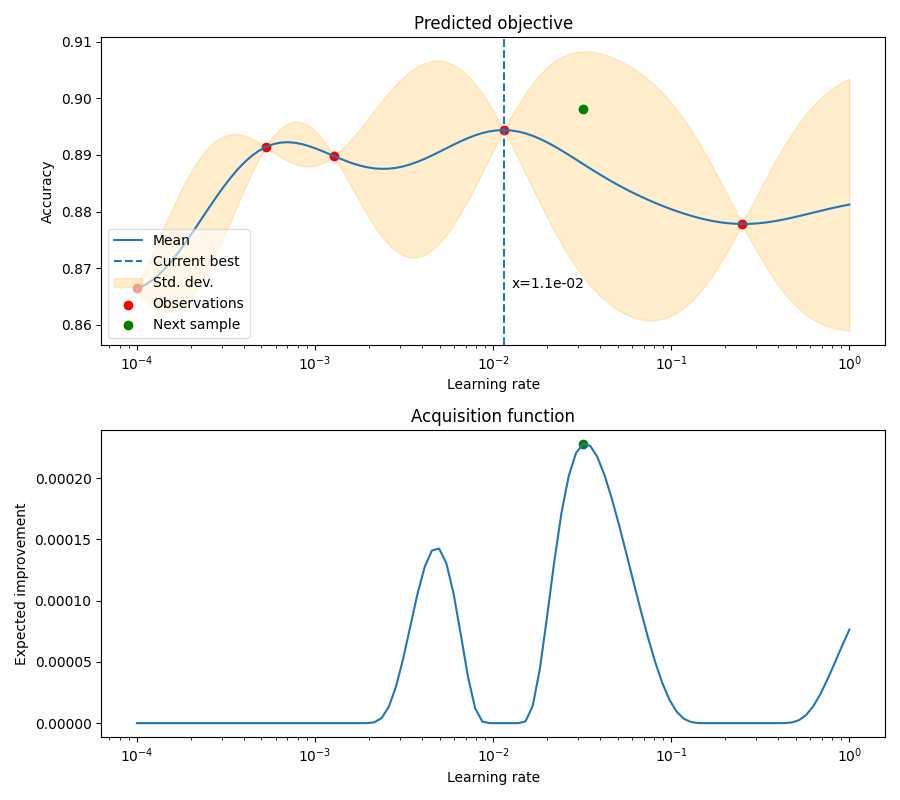 Predicted objective
0.91
0.90
0.89
0.88
0.87
0.86
Accuracy
Mean
Current best
Std. dev.
Observations
Next sample
x=1.1e-02
10⁻⁴ 10⁻³ 10⁻² 10⁻¹ 10⁰
Learning rate
Acquisition function
0.00020
0.00015
0.00010
0.00005
0.00000
Expected improvement
10⁻⁴ 10⁻³ 10⁻² 10⁻¹ 10⁰
Learning rate